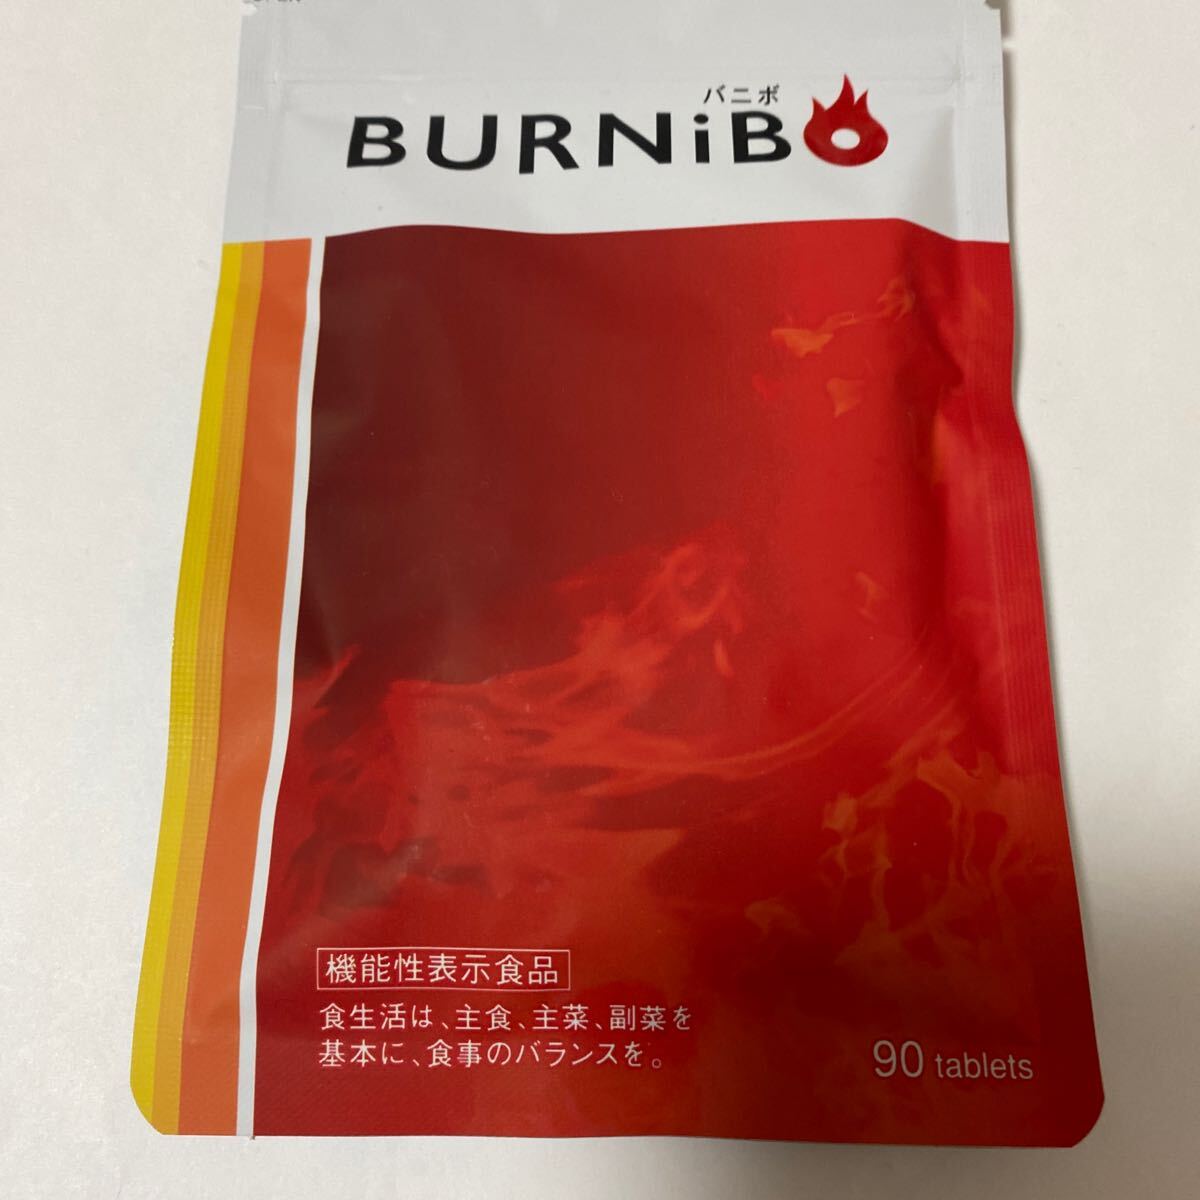 バニボ
BURNiBO
機能性表示食品
食生活は、主食、主菜、副菜を
基本に、食事のバランスを。
90 tablets